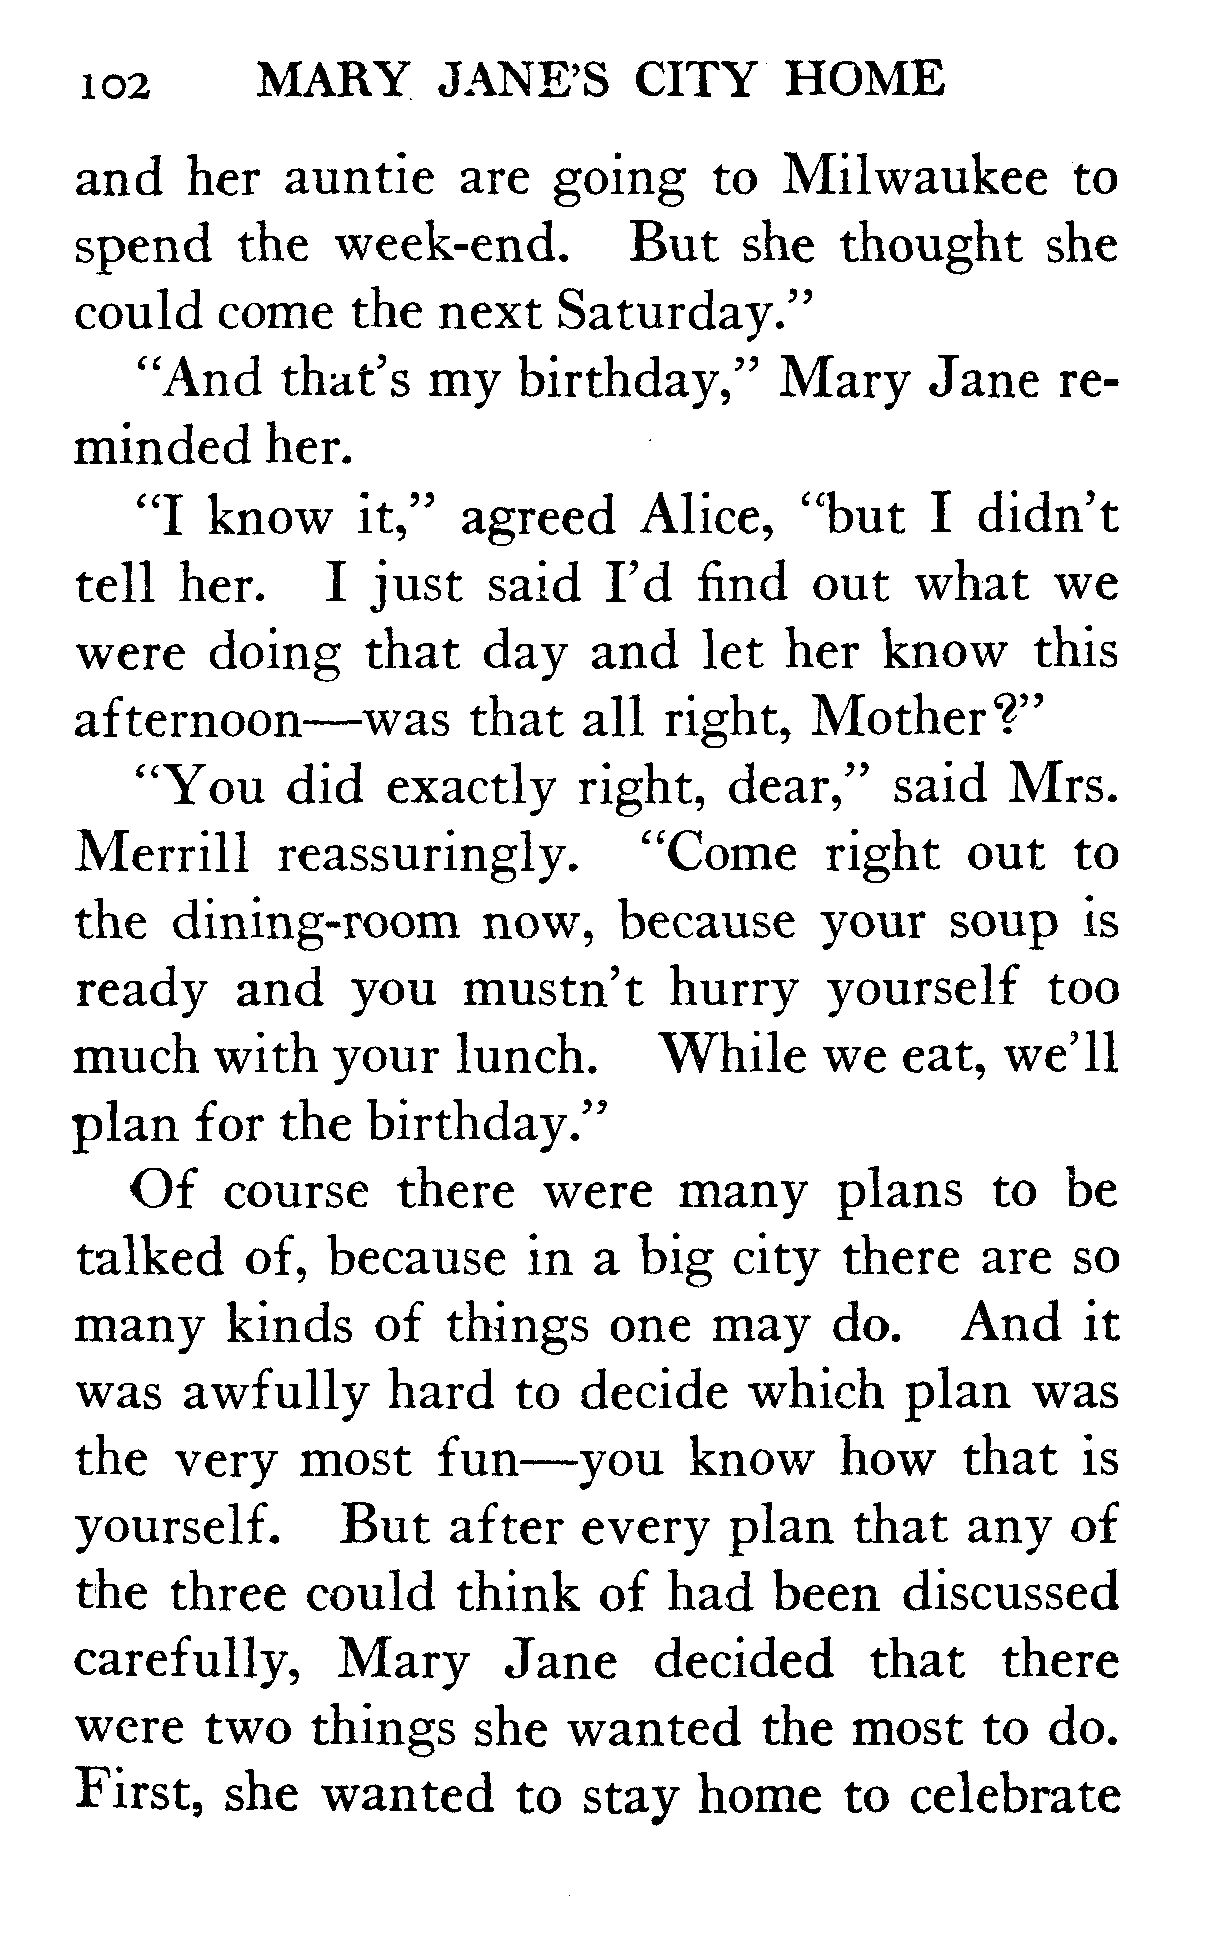 102 MARY JANE'S CITY HOME
and her auntie are going to Milwaukee to
spend the week-end. But she thought she
could come the next Saturday."
"And that's my birthday," Mary Jane re-
minded her.
"I know it," agreed Alice, "but I didn't
tell her. I just said I'd find out what we
were doing that day and let her know this
afternoon—was that all right, Mother?"
"You did exactly right, dear," said Mrs.
Merrill reassuringly. "Come right out to
the dining-room now, because your soup is
ready and you mustn't hurry yourself too
much with your lunch. While we eat, we'll
plan for the birthday."
Of course there were many plans to be
talked of, because in a big city there are so
many kinds of things one may do. And it
was awfully hard to decide which plan was
the very most fun—you know how that is
yourself. But after every plan that any of
the three could think of had been discussed
carefully, Mary Jane decided that there
were two things she wanted the most to do.
First, she wanted to stay home to celebrate